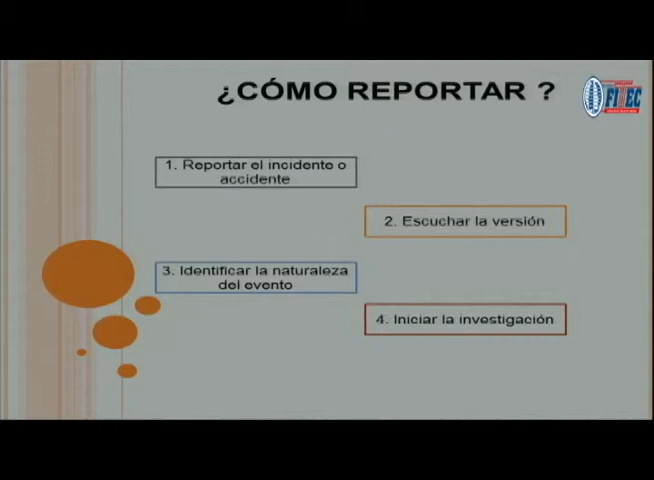 ¿CÓMO REPORTAR ?
FITEC
1. Reportar el incidente o
accidente
2. Escuchar la versión
3. Identificar la naturaleza
del evento
4. Iniciar la investigación